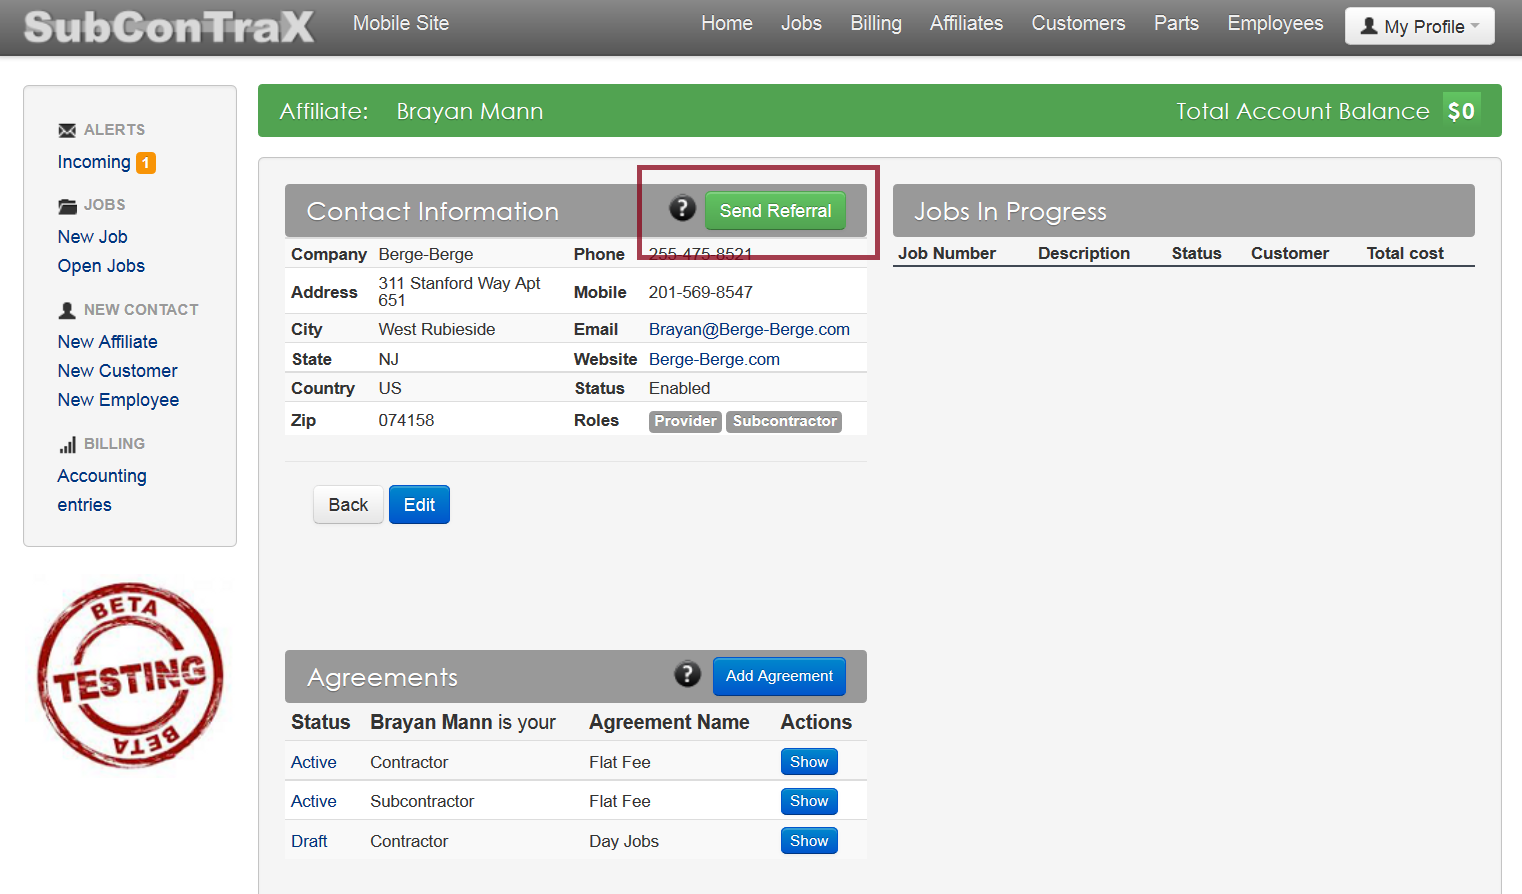 SubConTraX Mobile Site Home Jobs Billing Affiliates Customers Parts Employees My Profile
ALERTS
Incoming 1
JOBS
New Job
Open Jobs
NEW CONTACT
New Affiliate
New Customer
New Employee
BILLING
Accounting
entries
BETA
TESTING
BETA
Affiliate: Brayan Mann Total Account Balance $0
Contact Information ? Send Referral
Company Berge-Berge Phone 255-475-8521
Address 311 Stanford Way Apt
651 Mobile 201-569-8547
City West Rubieside Email Brayan@Berge-Berge.com
State NJ Website Berge-Berge.com
Country US Status Enabled
Zip 074158 Roles Provider Subcontractor
Back Edit
Jobs In Progress
Job Number Description Status Customer Total cost
Agreements ? Add Agreement
Status Brayan Mann is your Agreement Name Actions
Active Contractor Flat Fee Show
Active Subcontractor Flat Fee Show
Draft Contractor Day Jobs Show